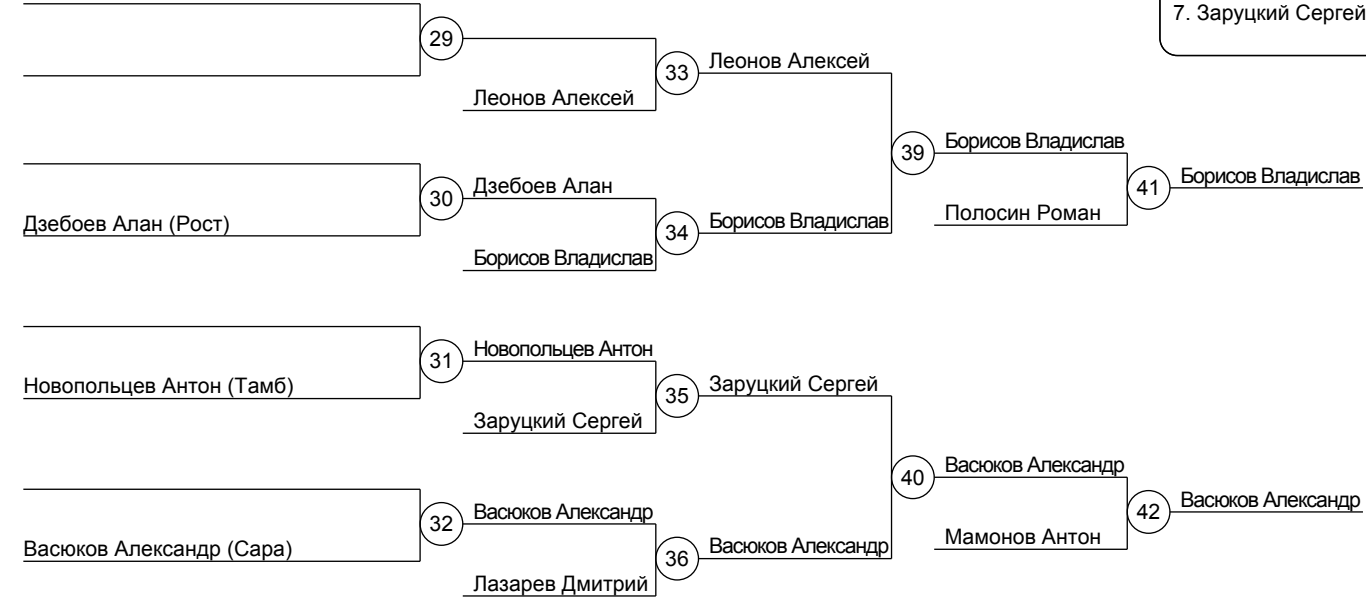 7. Заруцкий Сергей
29
Леонов Алексей
33
Леонов Алексей
Дзебоев Алан (Рост)
30
Дзебоев Алан
Борисов Владислав
34
Борисов Владислав
39
Борисов Владислав
Полосин Роман
41
Борисов Владислав
Новопольцев Антон (Тамб)
31
Новопольцев Антон
Заруцкий Сергей
35
Заруцкий Сергей
Васюков Александр (Сара)
32
Васюков Александр
Лазарев Дмитрий
36
Васюков Александр
40
Васюков Александр
Мамонов Антон
42
Васюков Александр